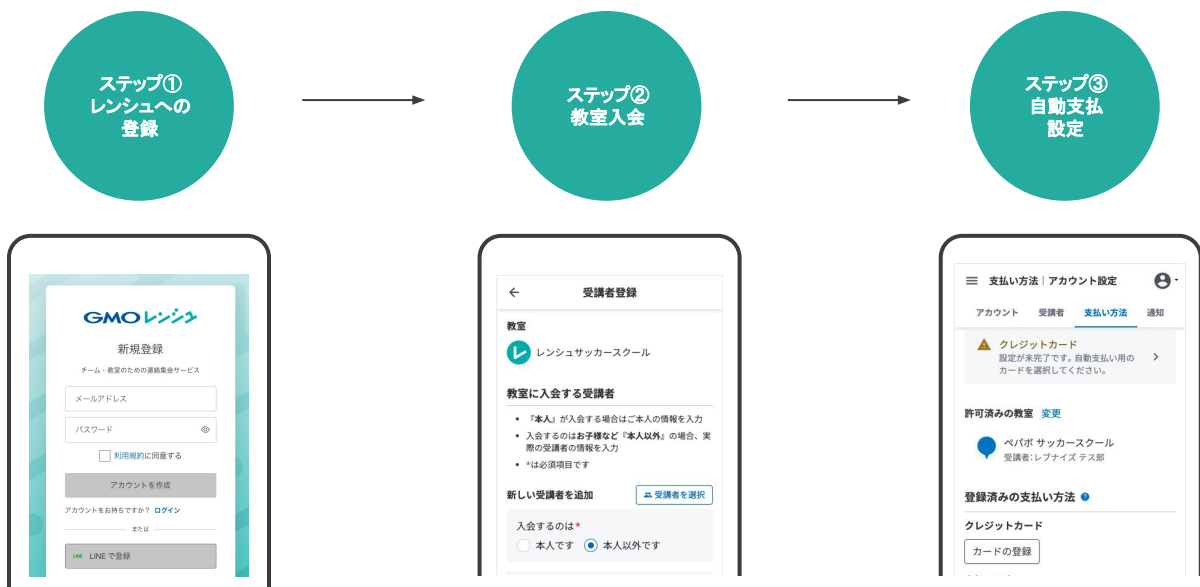 ステップ①
レンシュへの
登録
ステップ②
教室入会
ステップ③
自動支払
設定
GMOレンシュ
新規登録
チーム・教室のための連絡集金サービス
メールアドレス
パスワード
利用規約に同意する
アカウントを作成
アカウントをお持ちですか? ログイン
または
LINE LINE で登録
受講者登録
教室
レンシュサッカースクール
教室に入会する受講者
• 『本人』が入会する場合はご本人の情報を入力
• 入会するのはお子様など『本人以外』の場合、実
際の受講者の情報を入力
• *は必須項目です
新しい受講者を追加 受講者を選択
入会するのは*
本人です 本人以外です
支払い方法|アカウント設定
アカウント 受講者 支払い方法 通知
クレジットカード
設定が未完了です。自動支払い用の
カードを選択してください。
許可済みの教室 変更
ペパボ サッカースクール
受講者:レブナイズ テス郎
登録済みの支払い方法 ?
クレジットカード
カードの登録